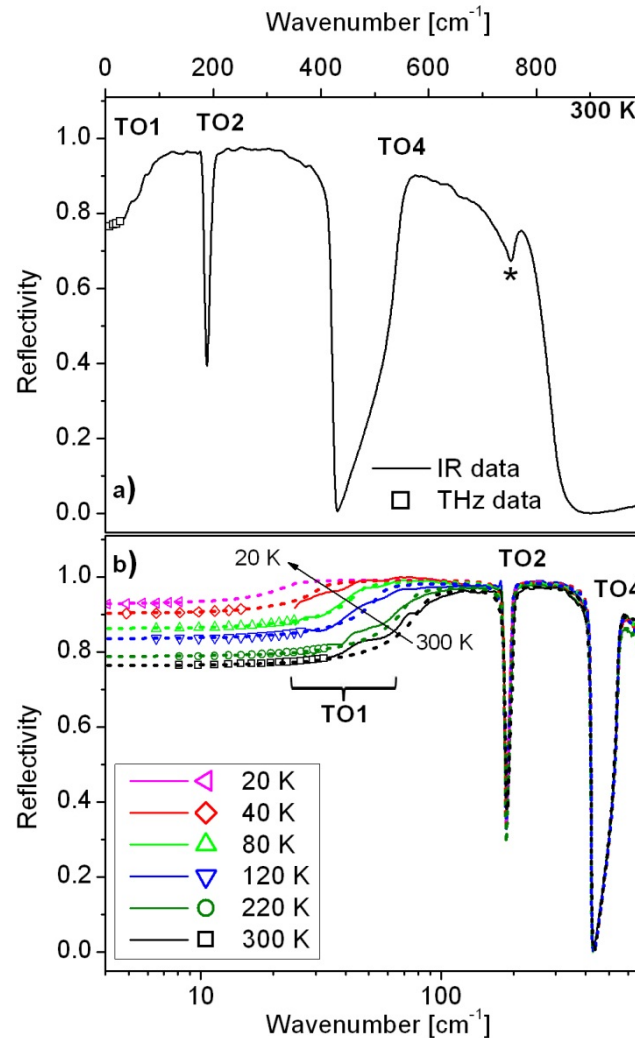 Wavenumber [cm⁻¹]
0 200 400 600 800
300 K
TO1 TO2 TO4
1.0
0.8
0.6
0.4
0.2
0.0
Reflectivity
*
a)
IR data
THz data
b)
20 K
300 K
TO2
TO4
TO1
1.0
0.8
0.6
0.4
0.2
0.0
Reflectivity
20 K
40 K
80 K
120 K
220 K
300 K
10 100
Wavenumber [cm⁻¹]